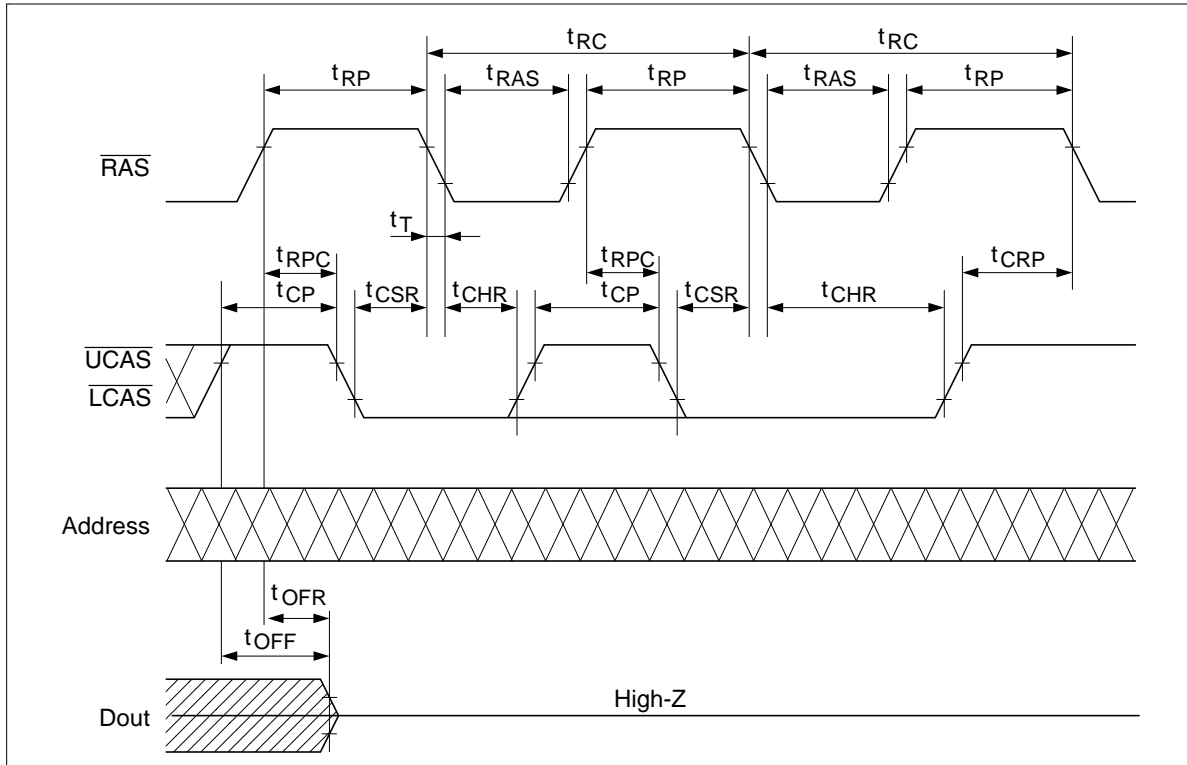 tRC tRC
tRP tRAS tRP tRAS tRP
RAS
tT
tRPC tRPC tCRP
tCP tCSR tCHR tCP tCSR tCHR
UCAS
LCAS
Address
tOFR
tOFF
High-Z
Dout